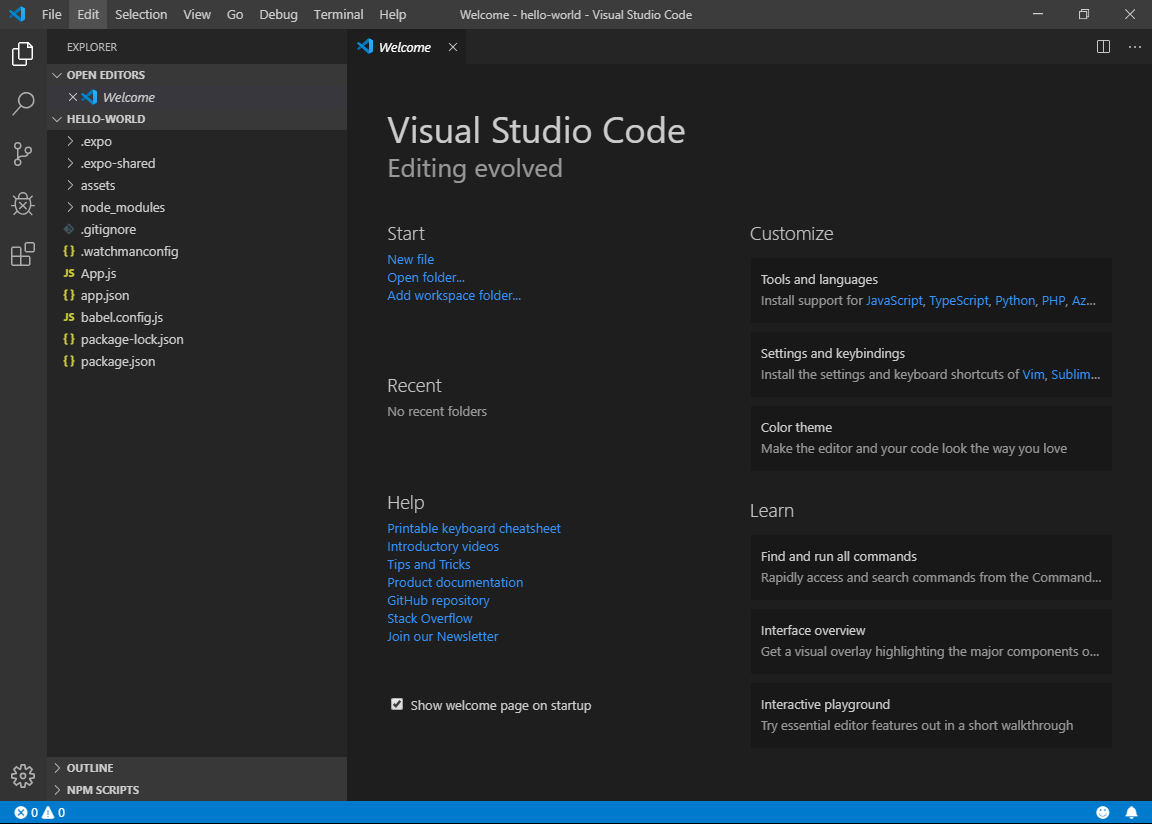 File Edit Selection View Go Debug Terminal Help Welcome - hello-world - Visual Studio Code
EXPLORER
OPEN EDITORS
Welcome
HELLO-WORLD
.expo
.expo-shared
assets
node_modules
.gitignore
{} .watchmanconfig
JS App.js
{} app.json
JS babel.config.js
{} package-lock.json
{} package.json
OUTLINE
NPM SCRIPTS
Welcome
Visual Studio Code
Editing evolved
Start
New file
Open folder...
Add workspace folder...
Recent
No recent folders
Help
Printable keyboard cheatsheet
Introductory videos
Tips and Tricks
Product documentation
GitHub repository
Stack Overflow
Join our Newsletter
Show welcome page on startup
Customize
Tools and languages
Install support for JavaScript, TypeScript, Python, PHP, Az...
Settings and keybindings
Install the settings and keyboard shortcuts of Vim, Sublim...
Color theme
Make the editor and your code look the way you love
Learn
Find and run all commands
Rapidly access and search commands from the Command...
Interface overview
Get a visual overlay highlighting the major components o...
Interactive playground
Try essential editor features out in a short walkthrough
0 0